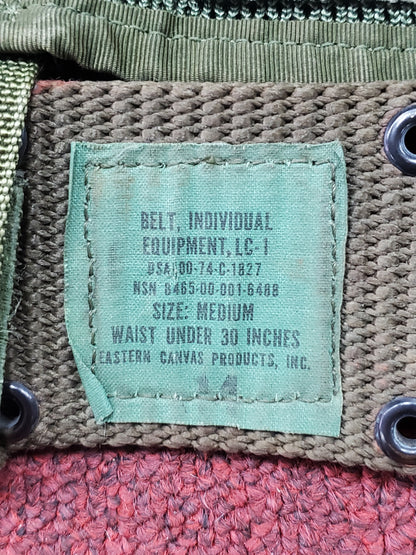 BELT, INDIVIDUAL
EQUIPMENT, LC-1
DSA100-74-C-1827
NSN 8465-00-001-6488
SIZE: MEDIUM
WAIST UNDER 30 INCHES
EASTERN CANVAS PRODUCTS, INC.